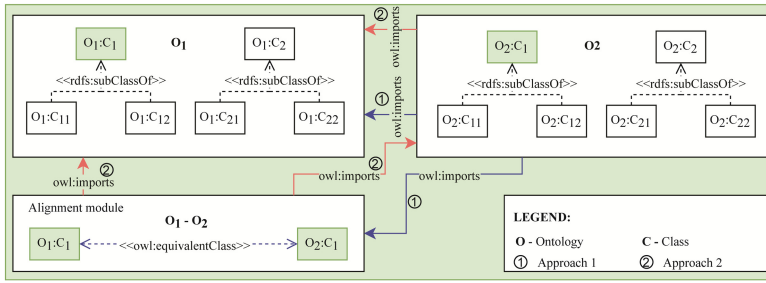 O1:C1
O1
O1:C2
<<rdfs:subClassOf>>
<<rdfs:subClassOf>>
O1:C11
O1:C12
O1:C21
O1:C22
②
owl:imports
①
owl:imports
O2:C1
O2
O2:C2
<<rdfs:subClassOf>>
<<rdfs:subClassOf>>
O2:C11
O2:C12
O2:C21
O2:C22
②
owl:imports
owl:imports
②
owl:imports
①
Alignment module
O1 - O2
O1:C1
<<owl:equivalentClass>>
O2:C1
LEGEND:
O - Ontology
C - Class
① Approach 1
② Approach 2